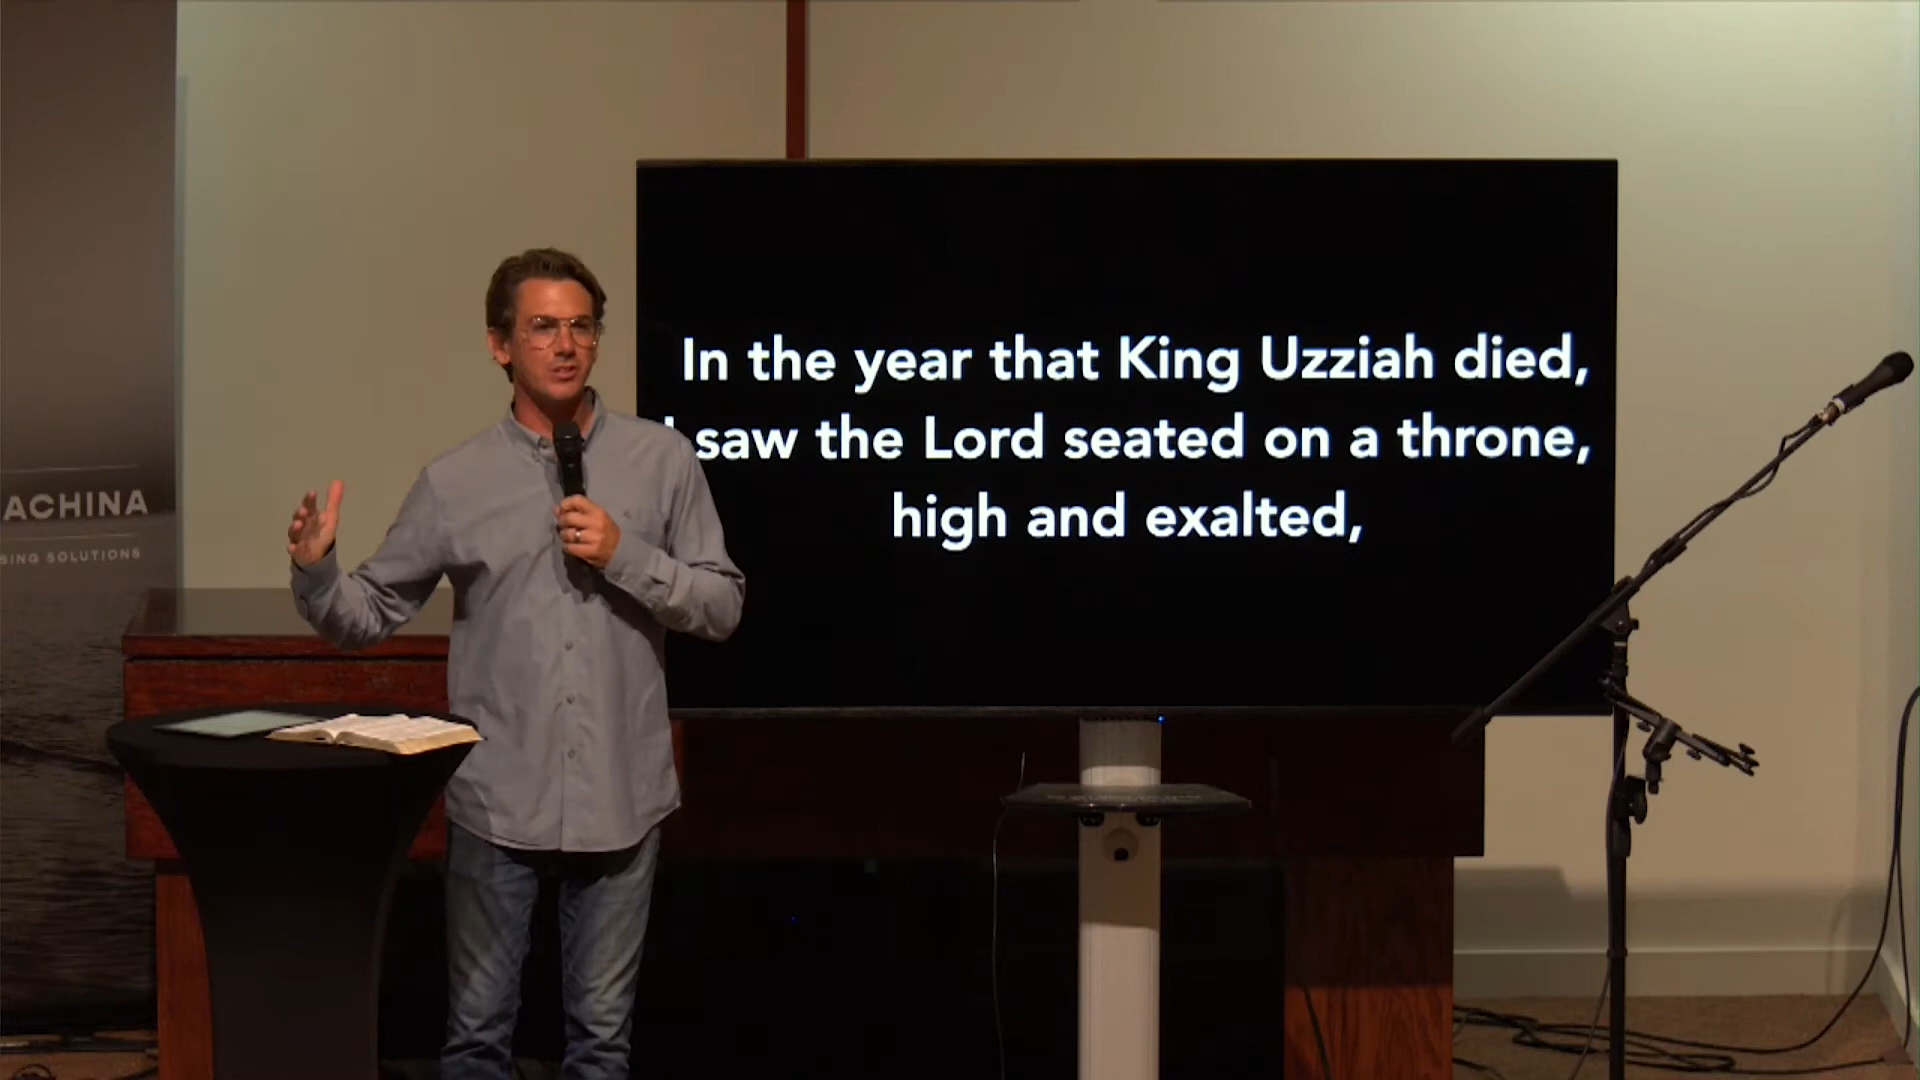 In the year that King Uzziah died,
I saw the Lord seated on a throne,
high and exalted,
ACHINA
SING SOLUTIONS